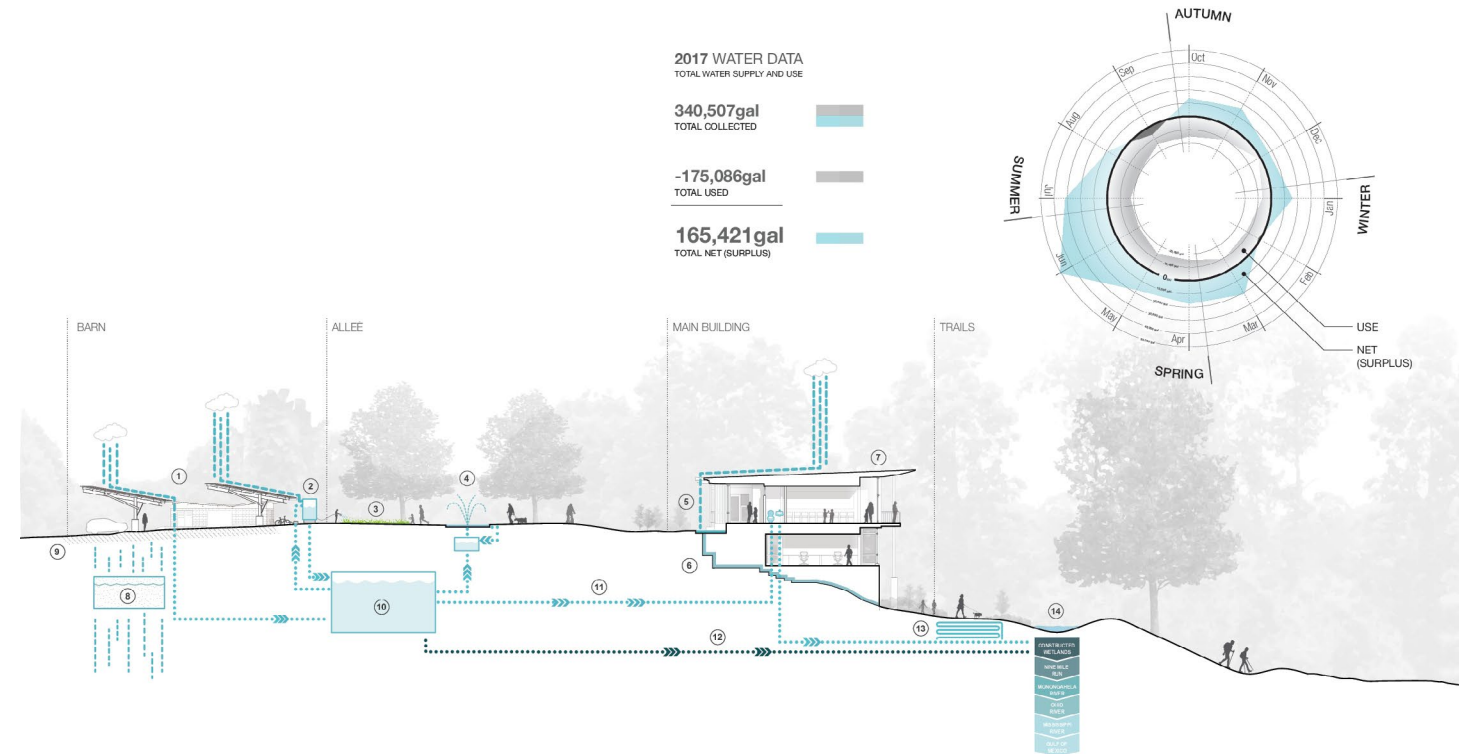 2017 WATER DATA
TOTAL WATER SUPPLY AND USE
340,507gal
TOTAL COLLECTED
-175,086gal
TOTAL USED
165,421gal
TOTAL NET (SURPLUS)
AUTUMN
Oct
Nov
Dec
WINTER
Jan
Feb
Mar
SPRING
Apr
May
Jun
SUMMER
Jul
Aug
Sep
0
USE
NET
(SURPLUS)
BARN
ALLEE
MAIN BUILDING
TRAILS
1
2
3
4
5
6
7
8
9
10
11
12
13
14
CONSTRUCTED
WETLANDS
NINE MILE
RUN
MONONGAHELA
RIVER
OHIO
RIVER
MISSISSIPPI
RIVER
GULF OF
MEXICO